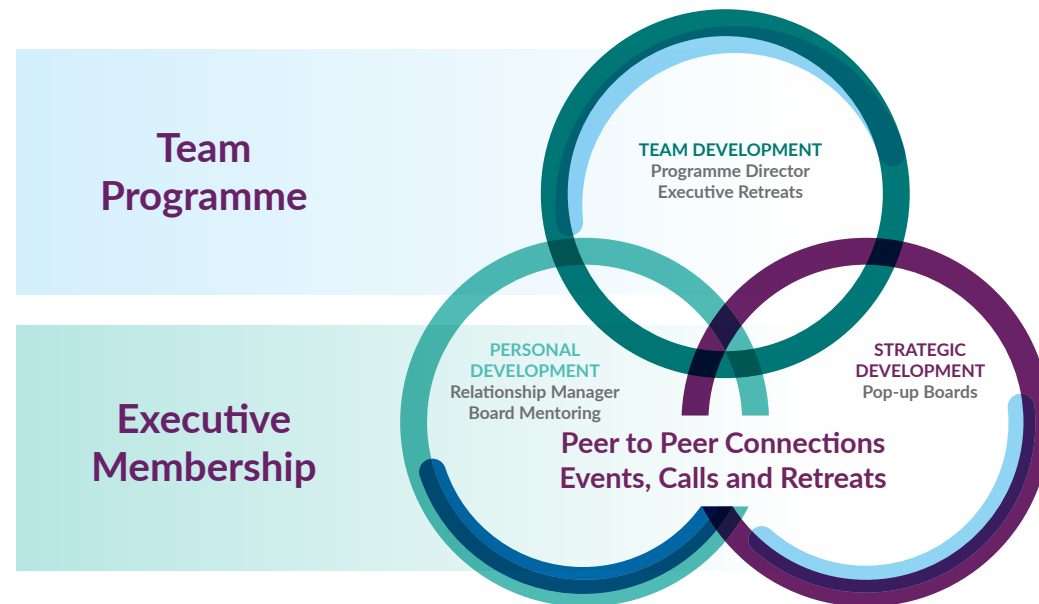 Team
Programme
TEAM DEVELOPMENT
Programme Director
Executive Retreats
Executive
Membership
PERSONAL
DEVELOPMENT
Relationship Manager
Board Mentoring
STRATEGIC
DEVELOPMENT
Pop-up Boards
Peer to Peer Connections
Events, Calls and Retreats